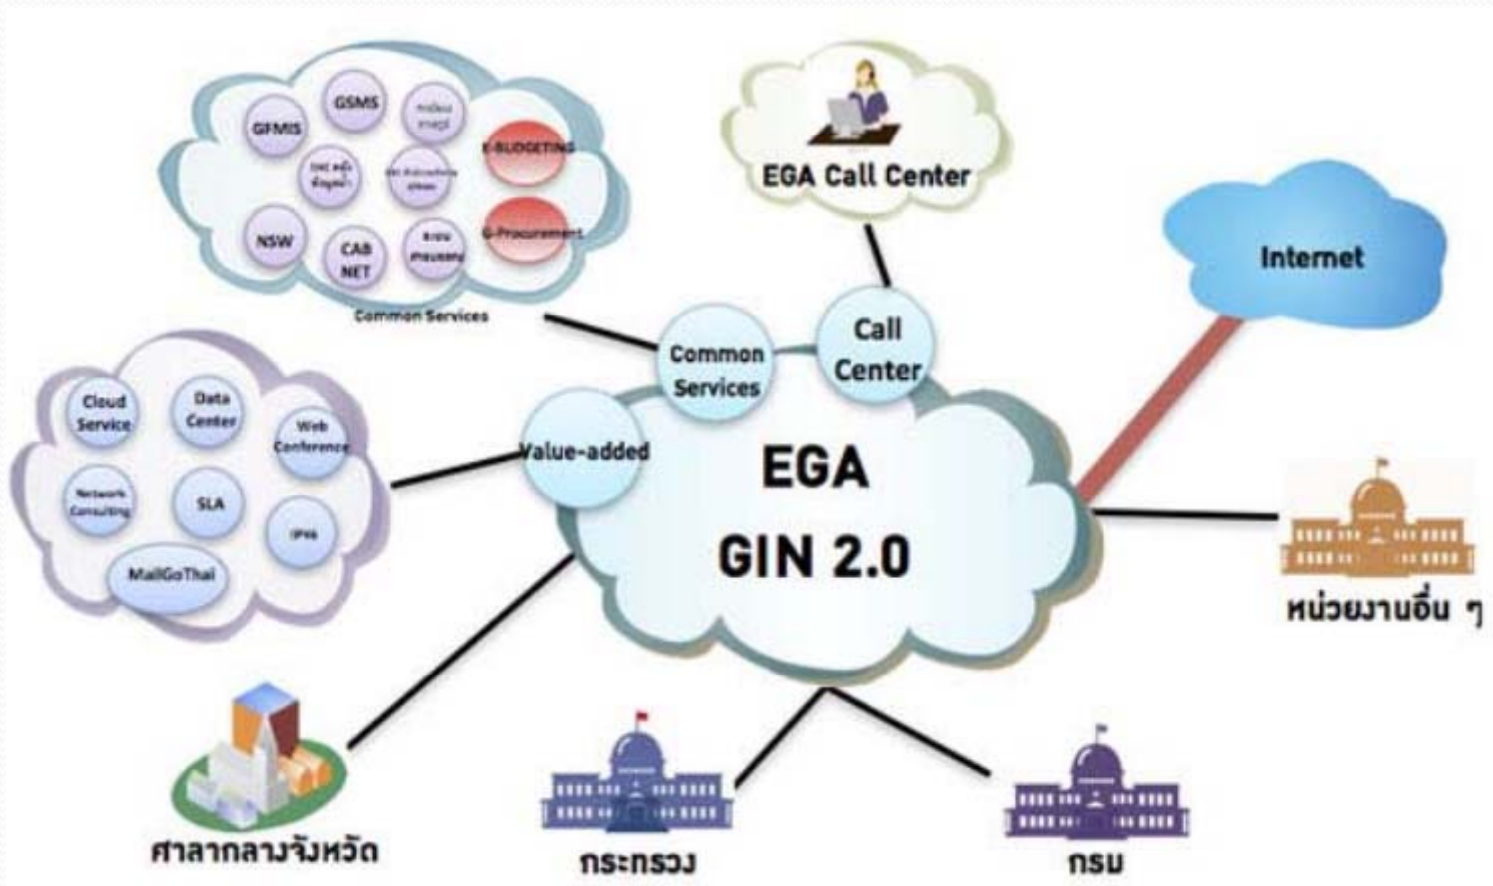 GSMS
GFMIS
E-BUDGETING
NSW
CAB
NET
G-Procurement
Common Services
EGA Call Center
Internet
Call
Center
Common
Services
Value-added
EGA
GIN 2.0
Cloud
Service
Data
Center
Web
Conference
Network
Consulting
SLA
IPV6
MailGoThai
หน่วยงานอื่น ๆ
ศาลากลางจังหวัด
กระทรวง
กรม